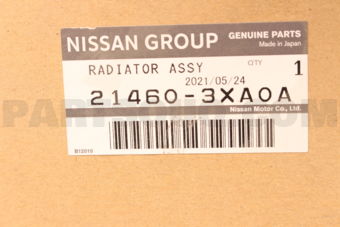 NISSAN GROUP
GENUINE PARTS
Made in Japan
RADIATOR ASSY
QTY
1
2021/05/24
21460-3XA0A
Nissan Motor Co., Ltd.